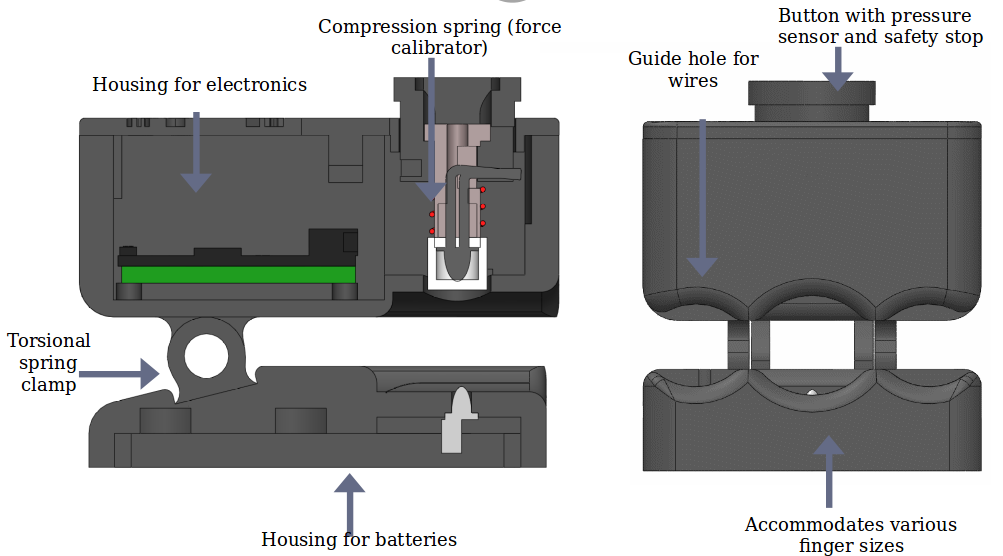 Compression spring (force
calibrator)
Button with pressure
sensor and safety stop
Guide hole for
wires
Housing for electronics
Torsional
spring
clamp
Housing for batteries
Accommodates various
finger sizes